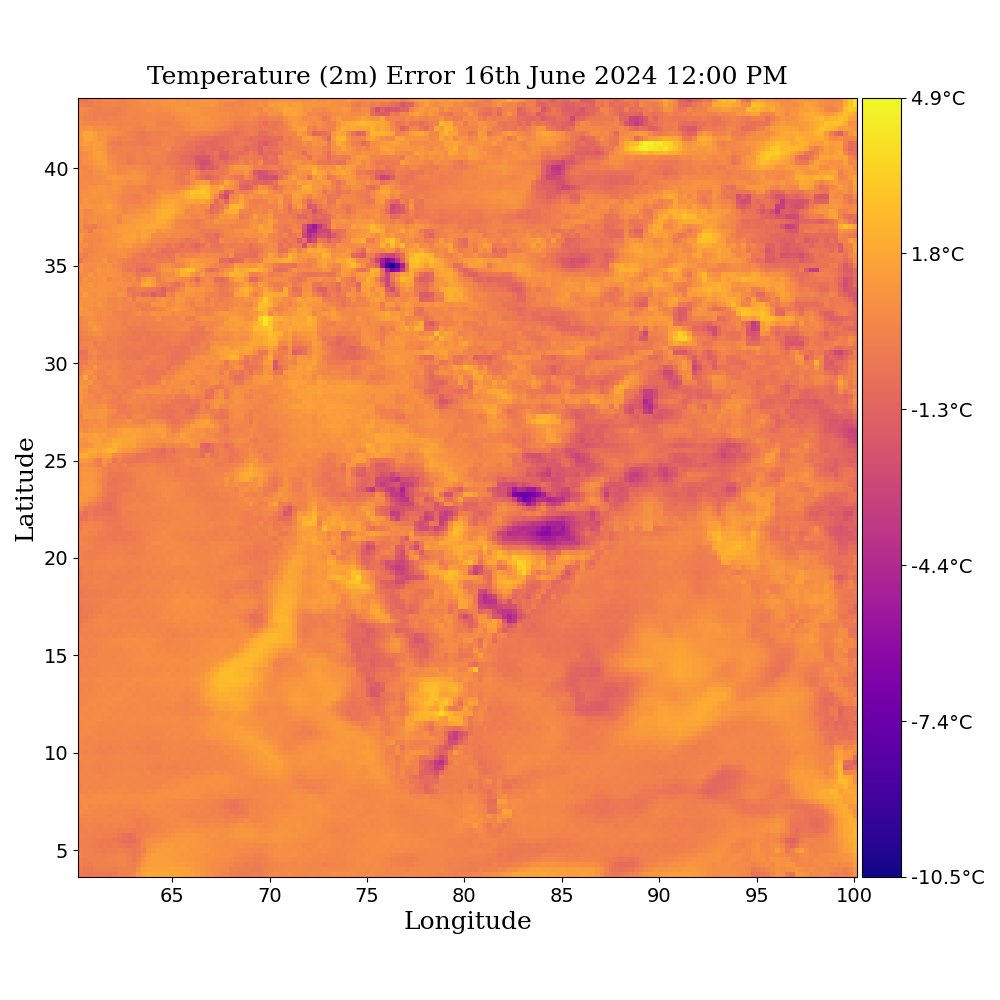 Temperature (2m) Error 16th June 2024 12:00 PM
4.9°C
1.8°C
-1.3°C
-4.4°C
-7.4°C
-10.5°C
Latitude
40
35
30
25
20
15
10
5
65 70 75 80 85 90 95 100
Longitude